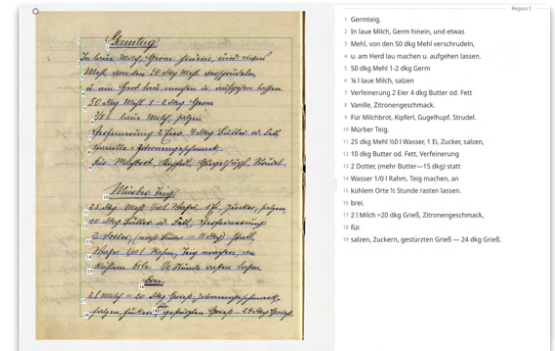 Region 1
1 Germteig.
2 In laue Milch, Germ hinein, und etwas
3 Mehl, von den 50 dkg Mehl verschrudeln,
4 u. am Herd lau machen u. aufgehen lassen.
5 50 dkg Mehl 1-2 dkg Germ
6 ⅛ l laue Milch, salzen
7 Verfeinerung 2 Eier 4 dkg Butter od. Fett
8 Vanille, Zitronengeschmack.
9 Für Milchbrot, Kipferl, Gugelhupf, Strudel.
10 Mürber Teig.
11 25 dkg Mehl ½0 l Wasser, 1 Ei, Zucker, salzen,
12 10 dkg Butter od. Fett, Verfeinerung
13 2 Dotter, (mehr Butter—15 dkg) statt
14 Wasser 1/0 l Rahm, Teig machen, an
15 kühlem Orte ½ Stunde rasten lassen.
16 brei.
17 2 l Milch =20 dkg Grieß, Zitronengeschmack,
18 für.
19 salzen, Zuckern, gestürzten Grieß — 24 dkg Grieß.